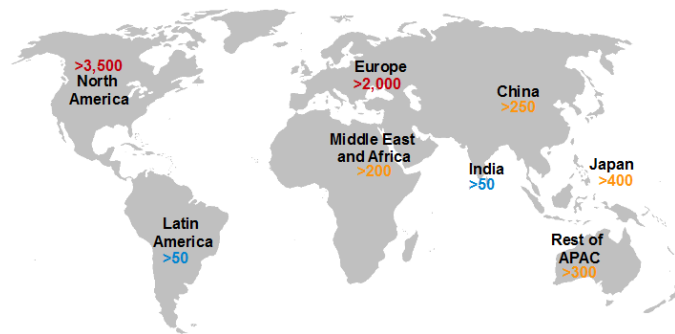 >3,500
North
America
Europe
>2,000
China
>250
Middle East
and Africa
>200
India
>50
Japan
>400
Latin
America
>50
Rest of
APAC
>300